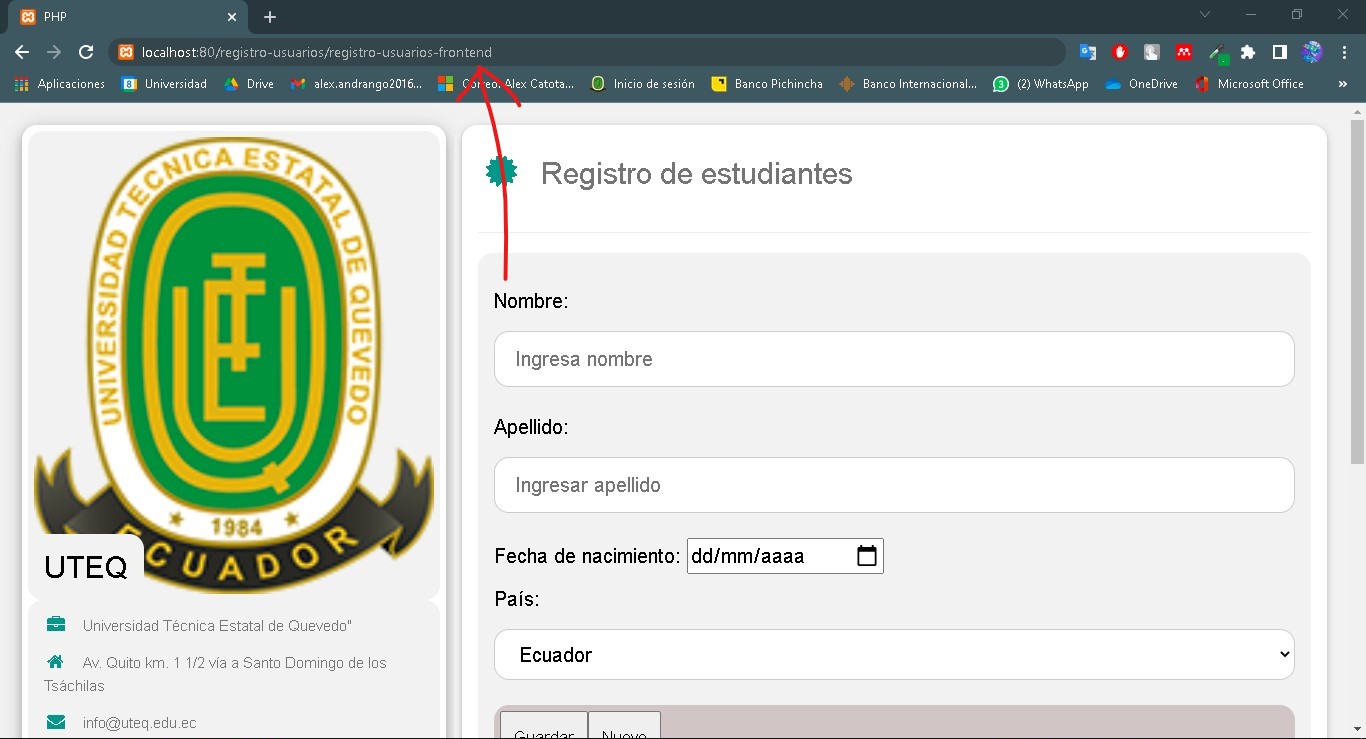 PHP
localhost:80/registro-usuarios/registro-usuarios-frontend
Aplicaciones
8 Universidad
Drive
alex.andrango2016...
Correo: Alex Catota...
Inicio de sesión
Banco Pichincha
Banco Internacional...
3 (2) WhatsApp
OneDrive
Microsoft Office
»
UNIVERSIDAD TECNICA ESTATAL DE QUEVEDO
1984
ECUADOR
UTEQ
Universidad Técnica Estatal de Quevedo"
Av. Quito km. 1 1/2 vía a Santo Domingo de los
Tsáchilas
info@uteq.edu.ec
Registro de estudiantes
Nombre:
Ingresa nombre
Apellido:
Ingresar apellido
Fecha de nacimiento: dd/mm/aaaa
País:
Ecuador
Guardar Nuevo